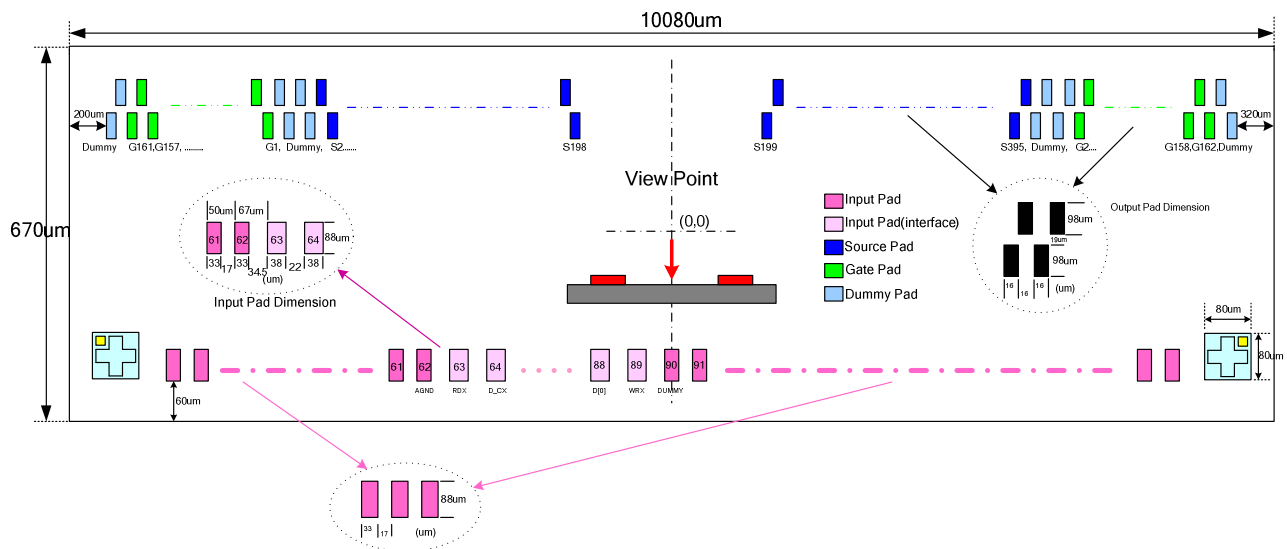 10080um
200um
320um
Dummy G161,G157, ........
G1, Dummy, S2......
S198
S199
S395, Dummy, G2....
G158,G162,Dummy
View Point
670um
(0,0)
Input Pad
Input Pad(interface)
Source Pad
Gate Pad
Dummy Pad
50um 67um
61 62 63 64
88um
33 17 33 34.5 38 22 38
(um)
Input Pad Dimension
Output Pad Dimension
98um
19um
98um
16 16 16 (um)
80um
80um
61 62 63 64 88 89 90 91
AGND RDX D_CX D[0] WRX DUMMY
60um
88um
33 17 (um)